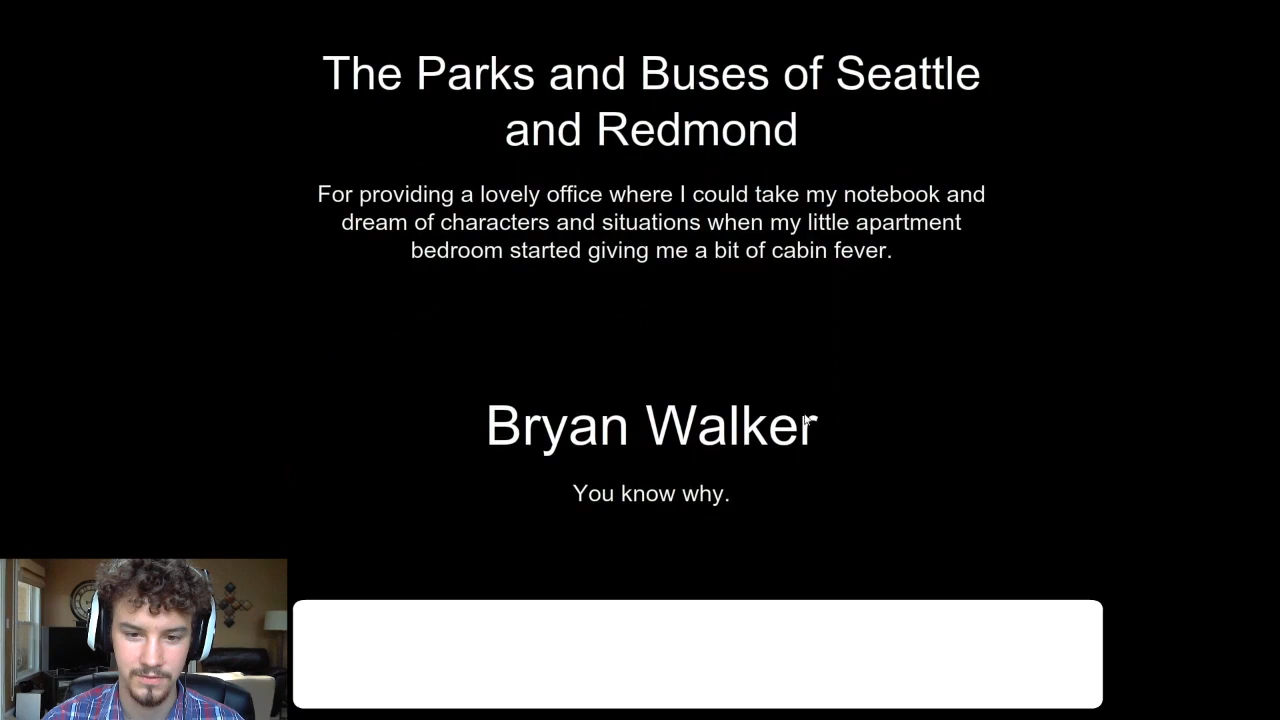 The Parks and Buses of Seattle
and Redmond
For providing a lovely office where I could take my notebook and
dream of characters and situations when my little apartment
bedroom started giving me a bit of cabin fever.
Bryan Walker
You know why.